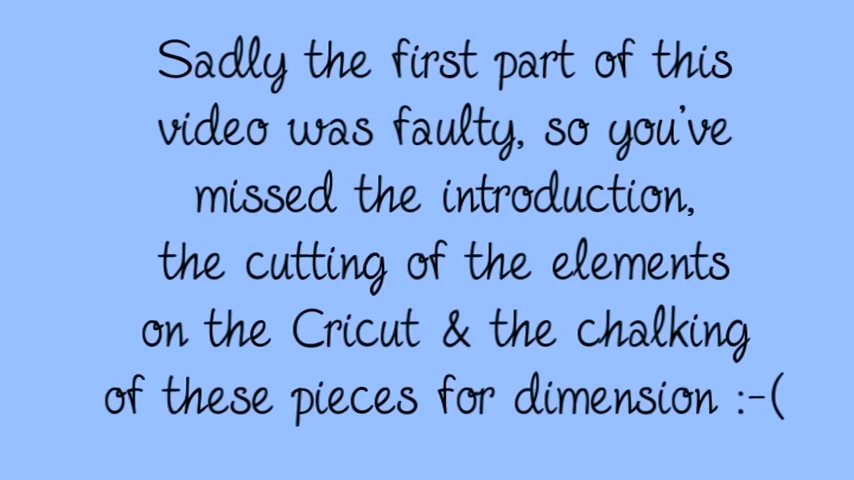 Sadly the first part of this
video was faulty, so you've
missed the introduction,
the cutting of the elements
on the Cricut & the chalking
of these pieces for dimension :-(